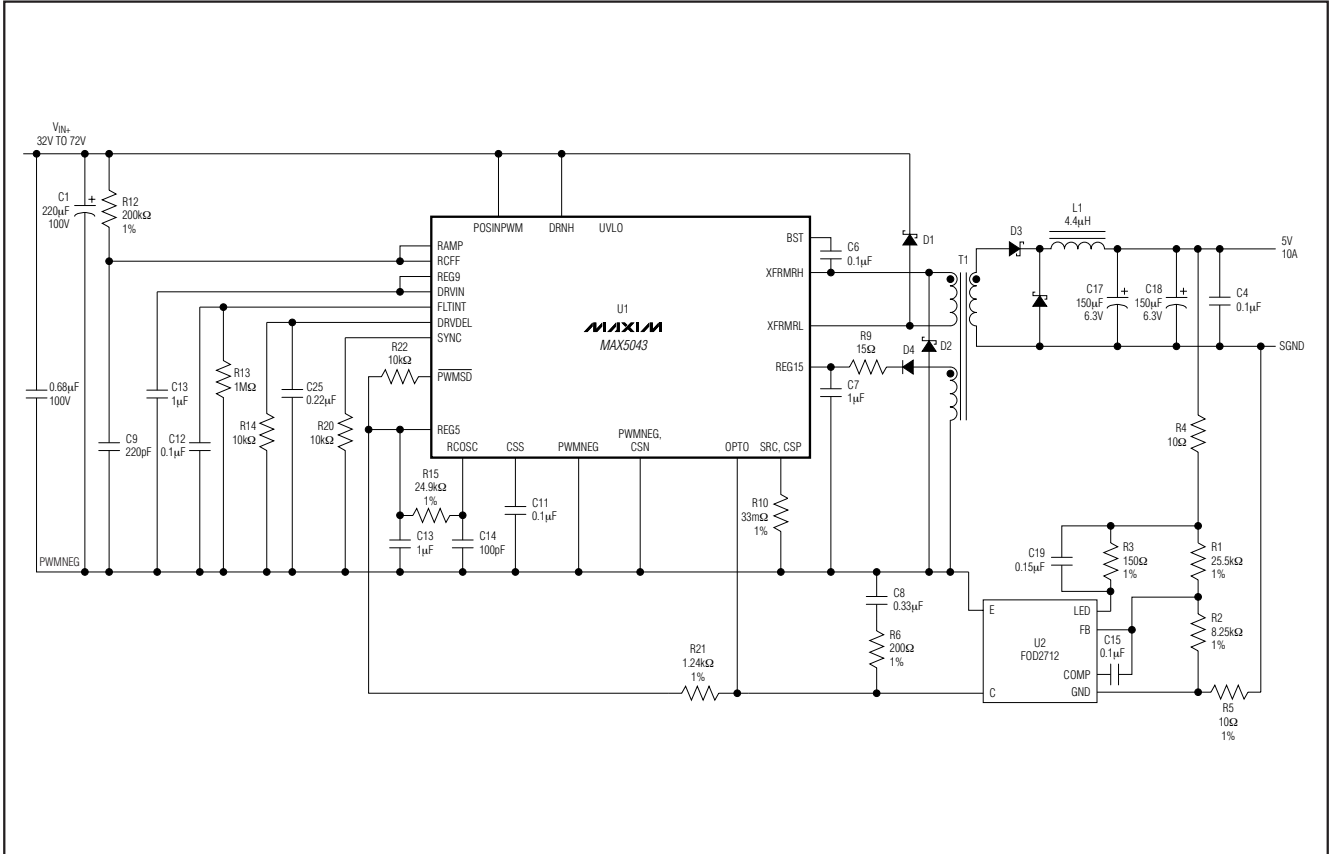 VIN+
32V TO 72V
C1
220µF
100V
+
R12
200kΩ
1%
0.68µF
100V
C9
220pF
C13
1µF
C12
0.1µF
R13
1MΩ
R14
10kΩ
C25
0.22µF
R20
10kΩ
R22
10kΩ
POSINPWM
DRNH
UVLO
RAMP
RCFF
REG9
DRVIN
FLTINT
DRVDEL
SYNC
PWMSD
REG5
RCOSC
CSS
PWMNEG
PWMNEG,
CSN
OPTO
SRC, CSP
BST
XFRMRH
XFRMRL
REG15
U1
MAXIM
MAX5043
R15
24.9kΩ
1%
C13
1µF
C14
100pF
C11
0.1µF
R10
33mΩ
1%
C6
0.1µF
D1
T1
R9
15Ω
D4
D2
C7
1µF
D3
L1
4.4µH
C17
150µF
6.3V
+
C18
150µF
6.3V
+
C4
0.1µF
5V
10A
SGND
R4
10Ω
PWMNEG
C8
0.33µF
R6
200Ω
1%
R21
1.24kΩ
1%
C19
0.15µF
R3
150Ω
1%
R1
25.5kΩ
1%
R2
8.25kΩ
1%
E
C
U2
FOD2712
LED
FB
COMP
GND
C15
0.1µF
R5
10Ω
1%